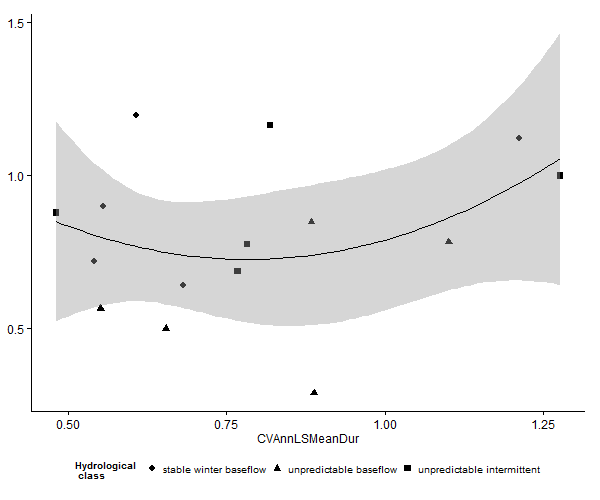 1.5
1.0
0.5
0.50 0.75 1.00 1.25
CVAnnLSMeanDur
Hydrological
class
stable winter baseflow unpredictable baseflow unpredictable intermittent